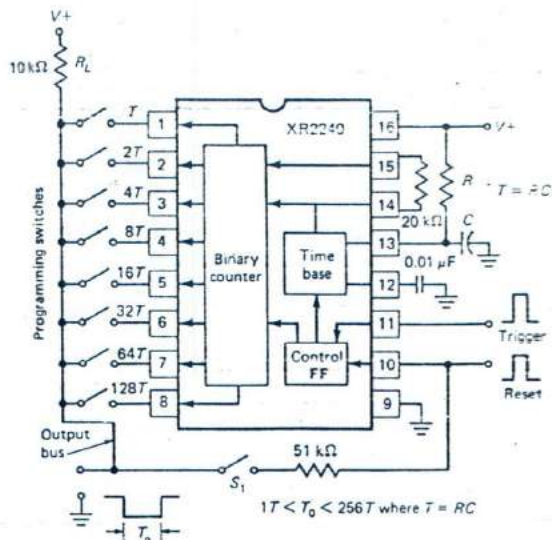 V+
10 kΩ
R_L
Programming switches
T
2T
4T
8T
16T
32T
64T
128T
1
2
3
4
5
6
7
8
XR2240
Binary counter
Time base
Control FF
16
15
14
13
12
11
10
9
V+
R
T = RC
20 kΩ
C
0.01 μF
Trigger
Reset
Output bus
51 kΩ
S₁
1T < T₀ < 256T where T = RC
T₀